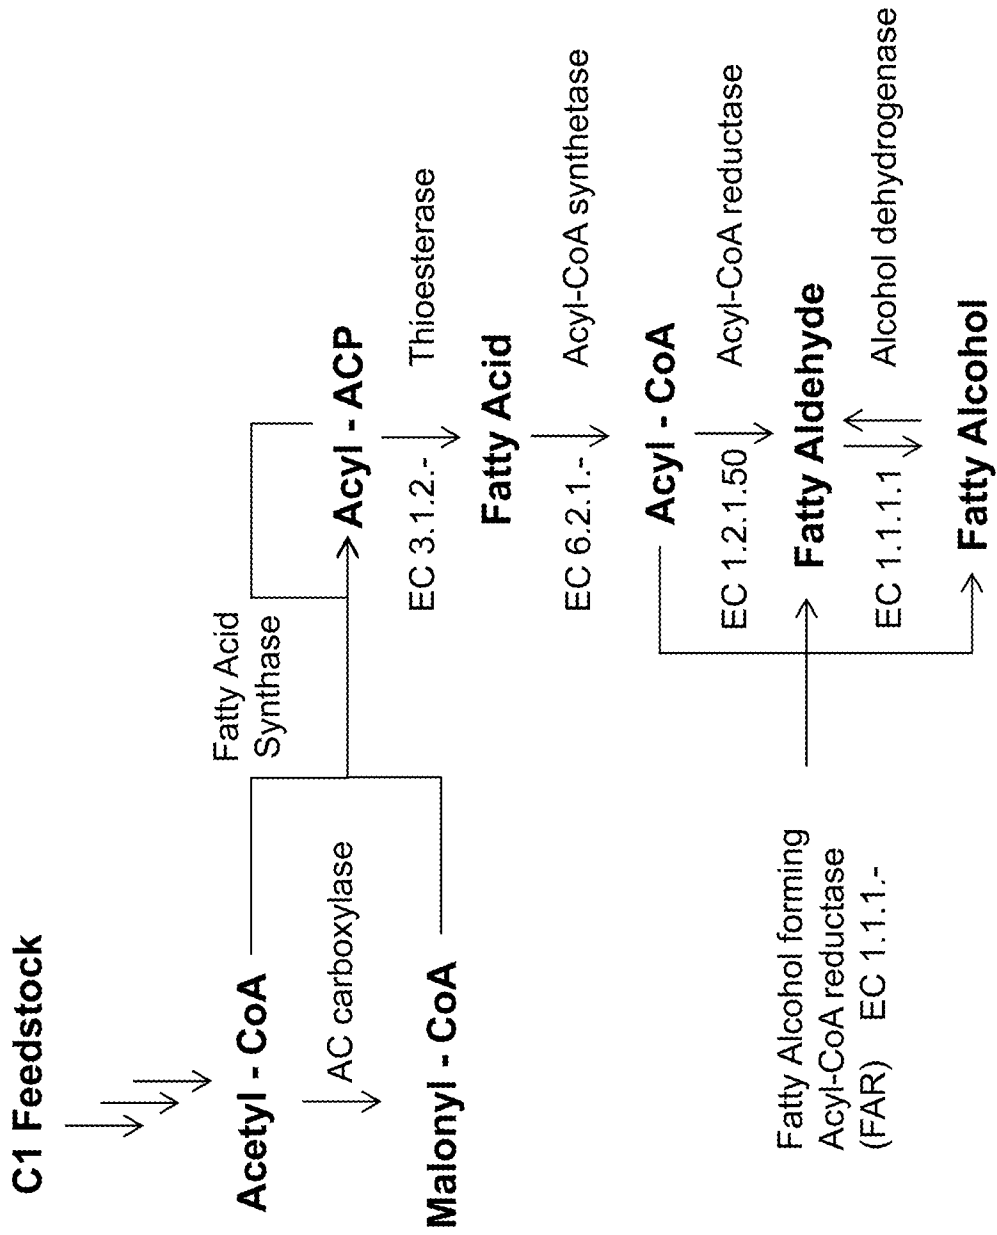 C1 Feedstock
Acetyl - CoA
AC carboxylase
Malonyl - CoA
Fatty Acid
Synthase
Acyl - ACP
EC 3.1.2.-
Thioesterase
Fatty Acid
EC 6.2.1.-
Acyl-CoA synthetase
Acyl - CoA
EC 1.2.1.50
Acyl-CoA reductase
Fatty Aldehyde
EC 1.1.1.1
Alcohol dehydrogenase
Fatty Alcohol
Fatty Alcohol forming
Acyl-CoA reductase
(FAR) EC 1.1.1.-